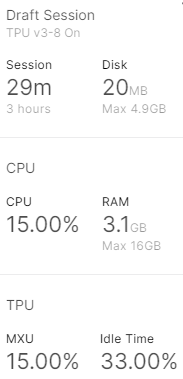 Draft Session
TPU v3-8 On
Session Disk
29m 20MB
3 hours Max 4.9GB
CPU
CPU RAM
15.00% 3.1GB
Max 16GB
TPU
MXU Idle Time
15.00% 33.00%